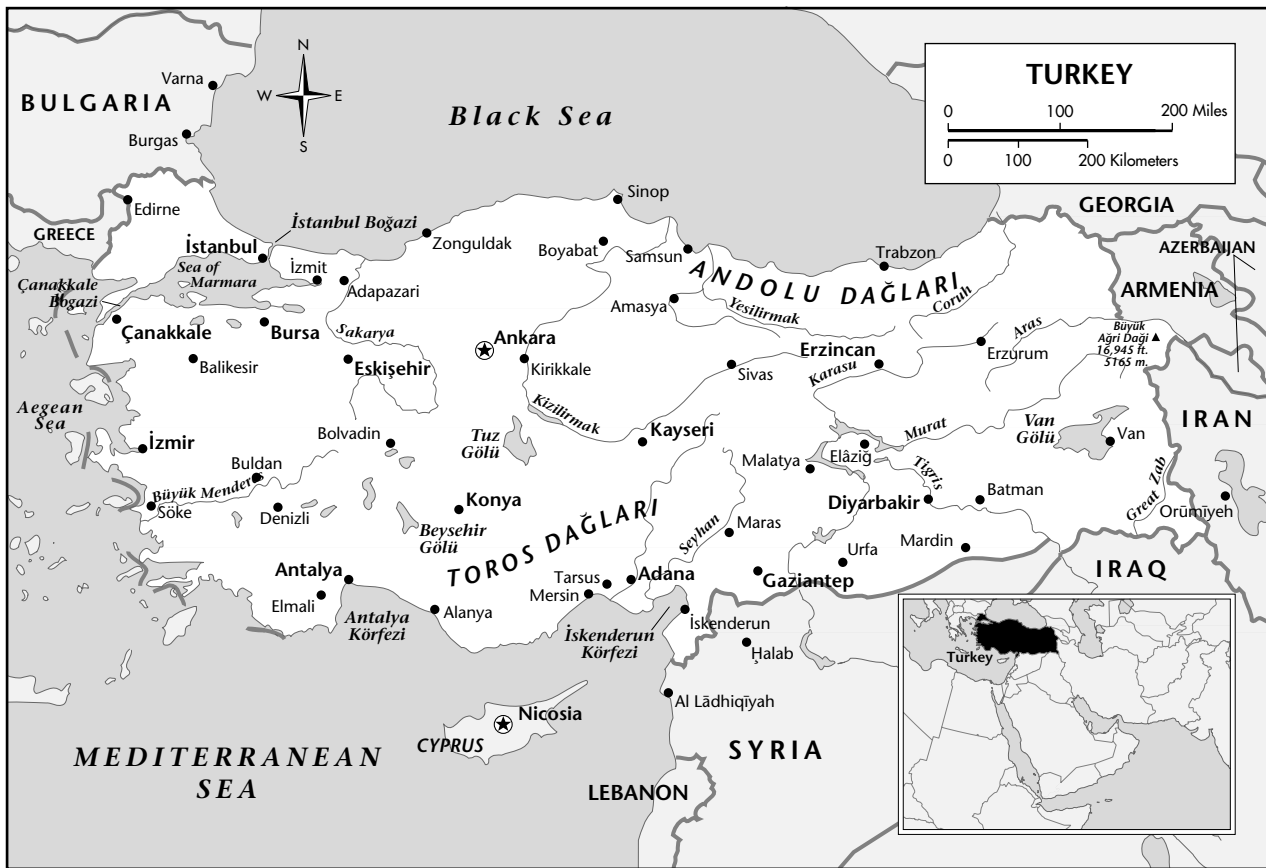 TURKEY
0 100 200 Miles
0 100 200 Kilometers
N
W E
S
Varna
BULGARIA
Burgas
Black Sea
Edirne
GREECE
İstanbul Boğazi
İstanbul
Sea of
Marmara
İzmit
Adapazari
Zonguldak
Sinop
Boyabat
Samsun
Trabzon
GEORGIA
AZERBAIJAN
ARMENIA
Çanakkale
Boğazi
Çanakkale
Bursa
Sakarya
Ankara
Amasya
ANDOLU DAĞLARI
Yesilirmak
Coruh
Aras
Büyük
Ağri Daği
16,945 ft.
5165 m.
Balikesir
Eskişehir
Kirikkale
Sivas
Erzincan
Karasu
Erzurum
Aegean
Sea
İzmir
Bolvadin
Tuz
Gölü
Kizilirmak
Kayseri
Malatya
Elâziğ
Murat
Van
Gölü
Van
IRAN
Buldan
Büyük Menderes
Söke
Denizli
Konya
Beysehir
Gölü
TOROS DAĞLARI
Seyhan
Maras
Tigris
Diyarbakir
Batman
Great Zab
Orūmīyeh
Mardin
Urfa
Antalya
Elmali
Antalya
Körfezi
Alanya
Tarsus
Mersin
Adana
Gaziantep
IRAQ
İskenderun
Körfezi
İskenderun
Ḩalab
Al Lādhiqīyah
Nicosia
CYPRUS
MEDITERRANEAN
SEA
SYRIA
LEBANON
Turkey